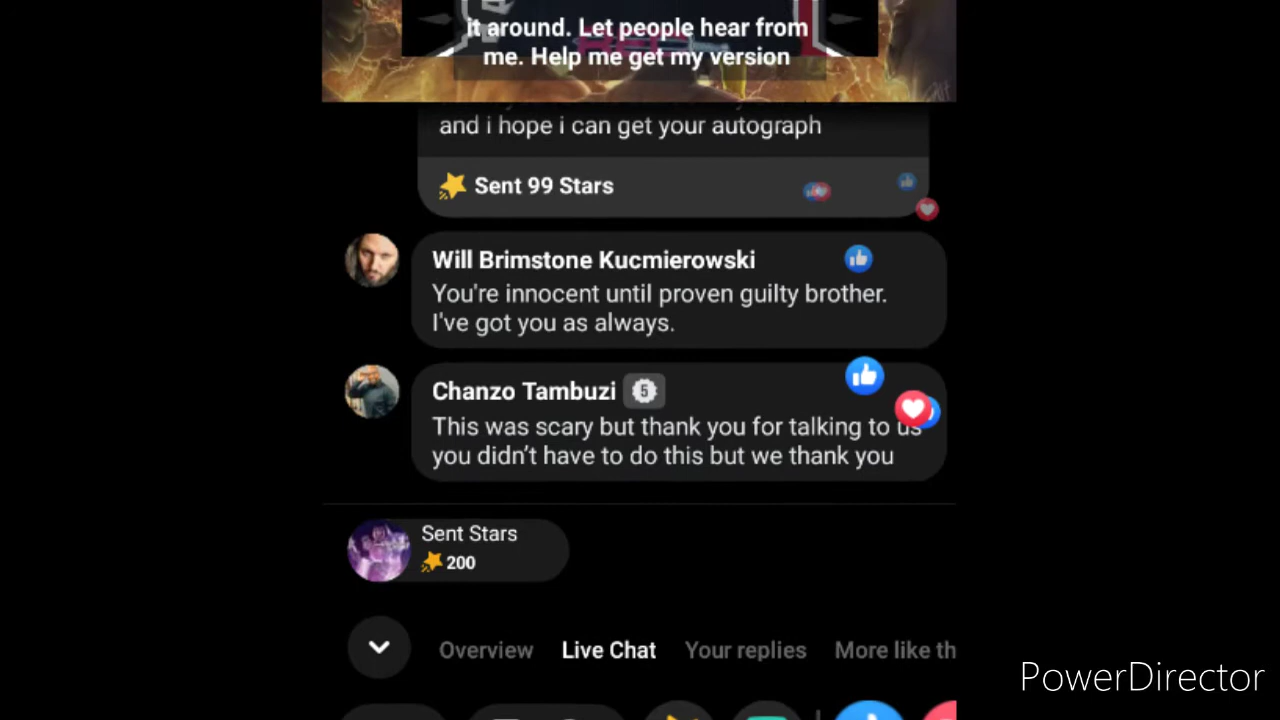 it around. Let people hear from
me. Help me get my version
and i hope i can get your autograph
Sent 99 Stars
Will Brimstone Kucmierowski
You're innocent until proven guilty brother.
I've got you as always.
Chanzo Tambuzi 5
This was scary but thank you for talking to us
you didn't have to do this but we thank you
Sent Stars
200
Overview Live Chat Your replies More like th
PowerDirector